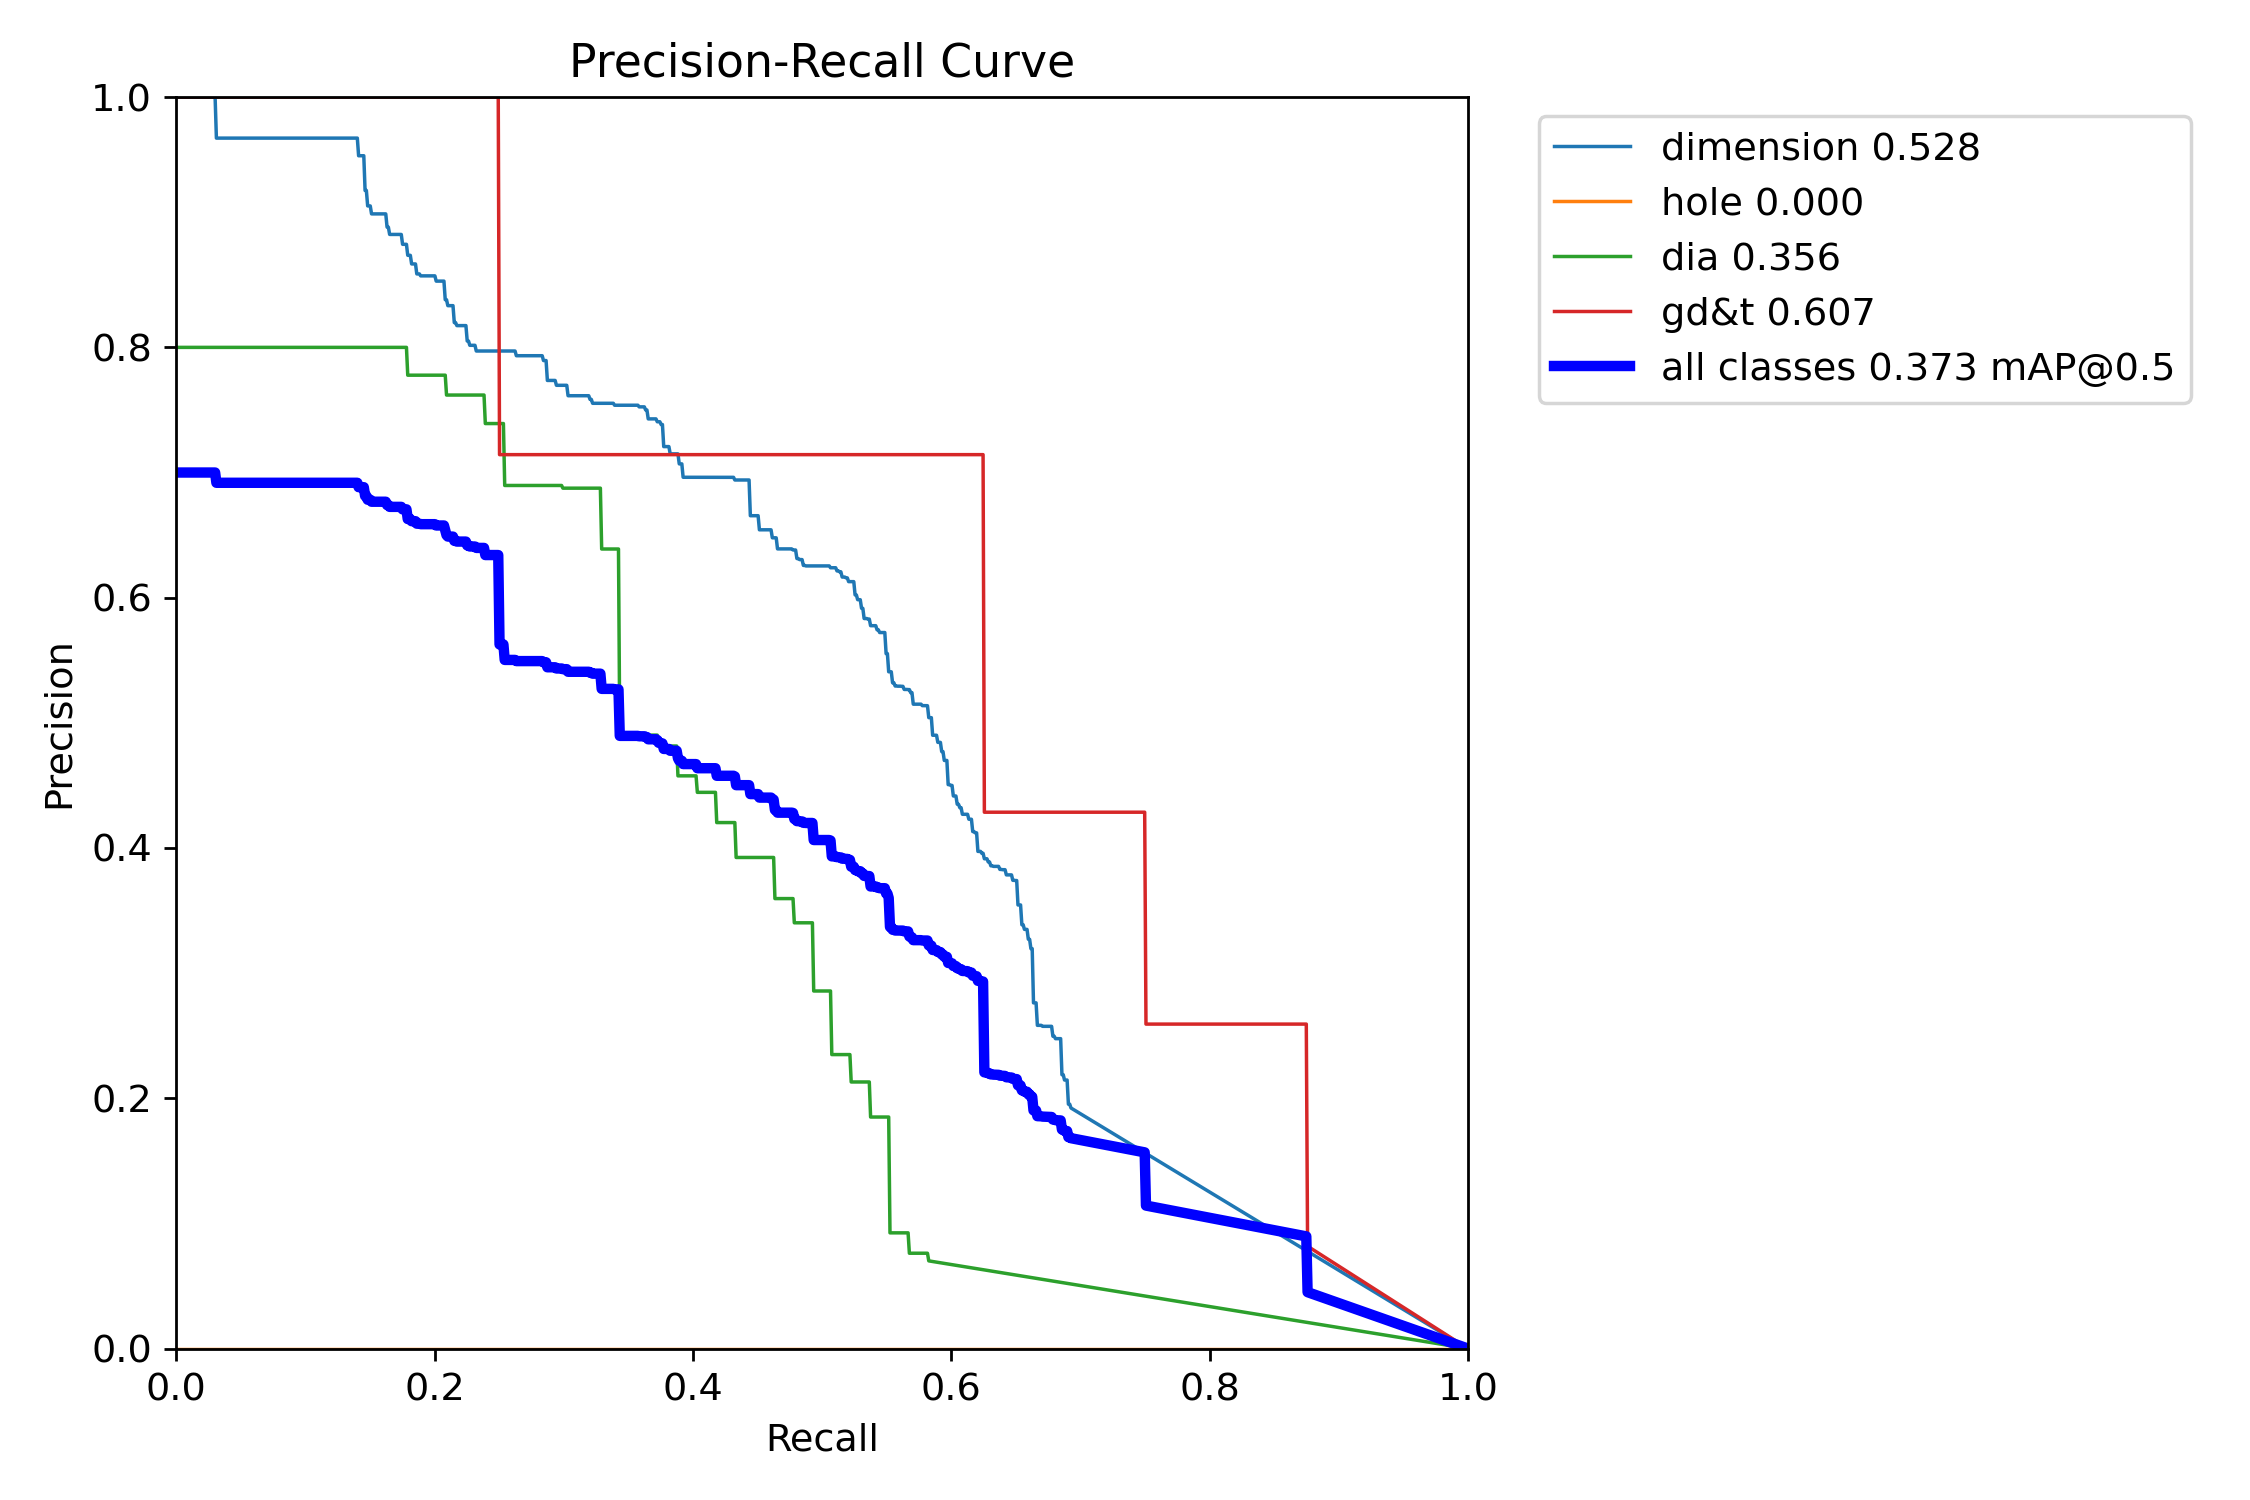 Precision-Recall Curve
1.0
0.8
0.6
0.4
0.2
0.0
Precision
0.0 0.2 0.4 0.6 0.8 1.0
Recall
dimension 0.528
hole 0.000
dia 0.356
gd&t 0.607
all classes 0.373 mAP@0.5